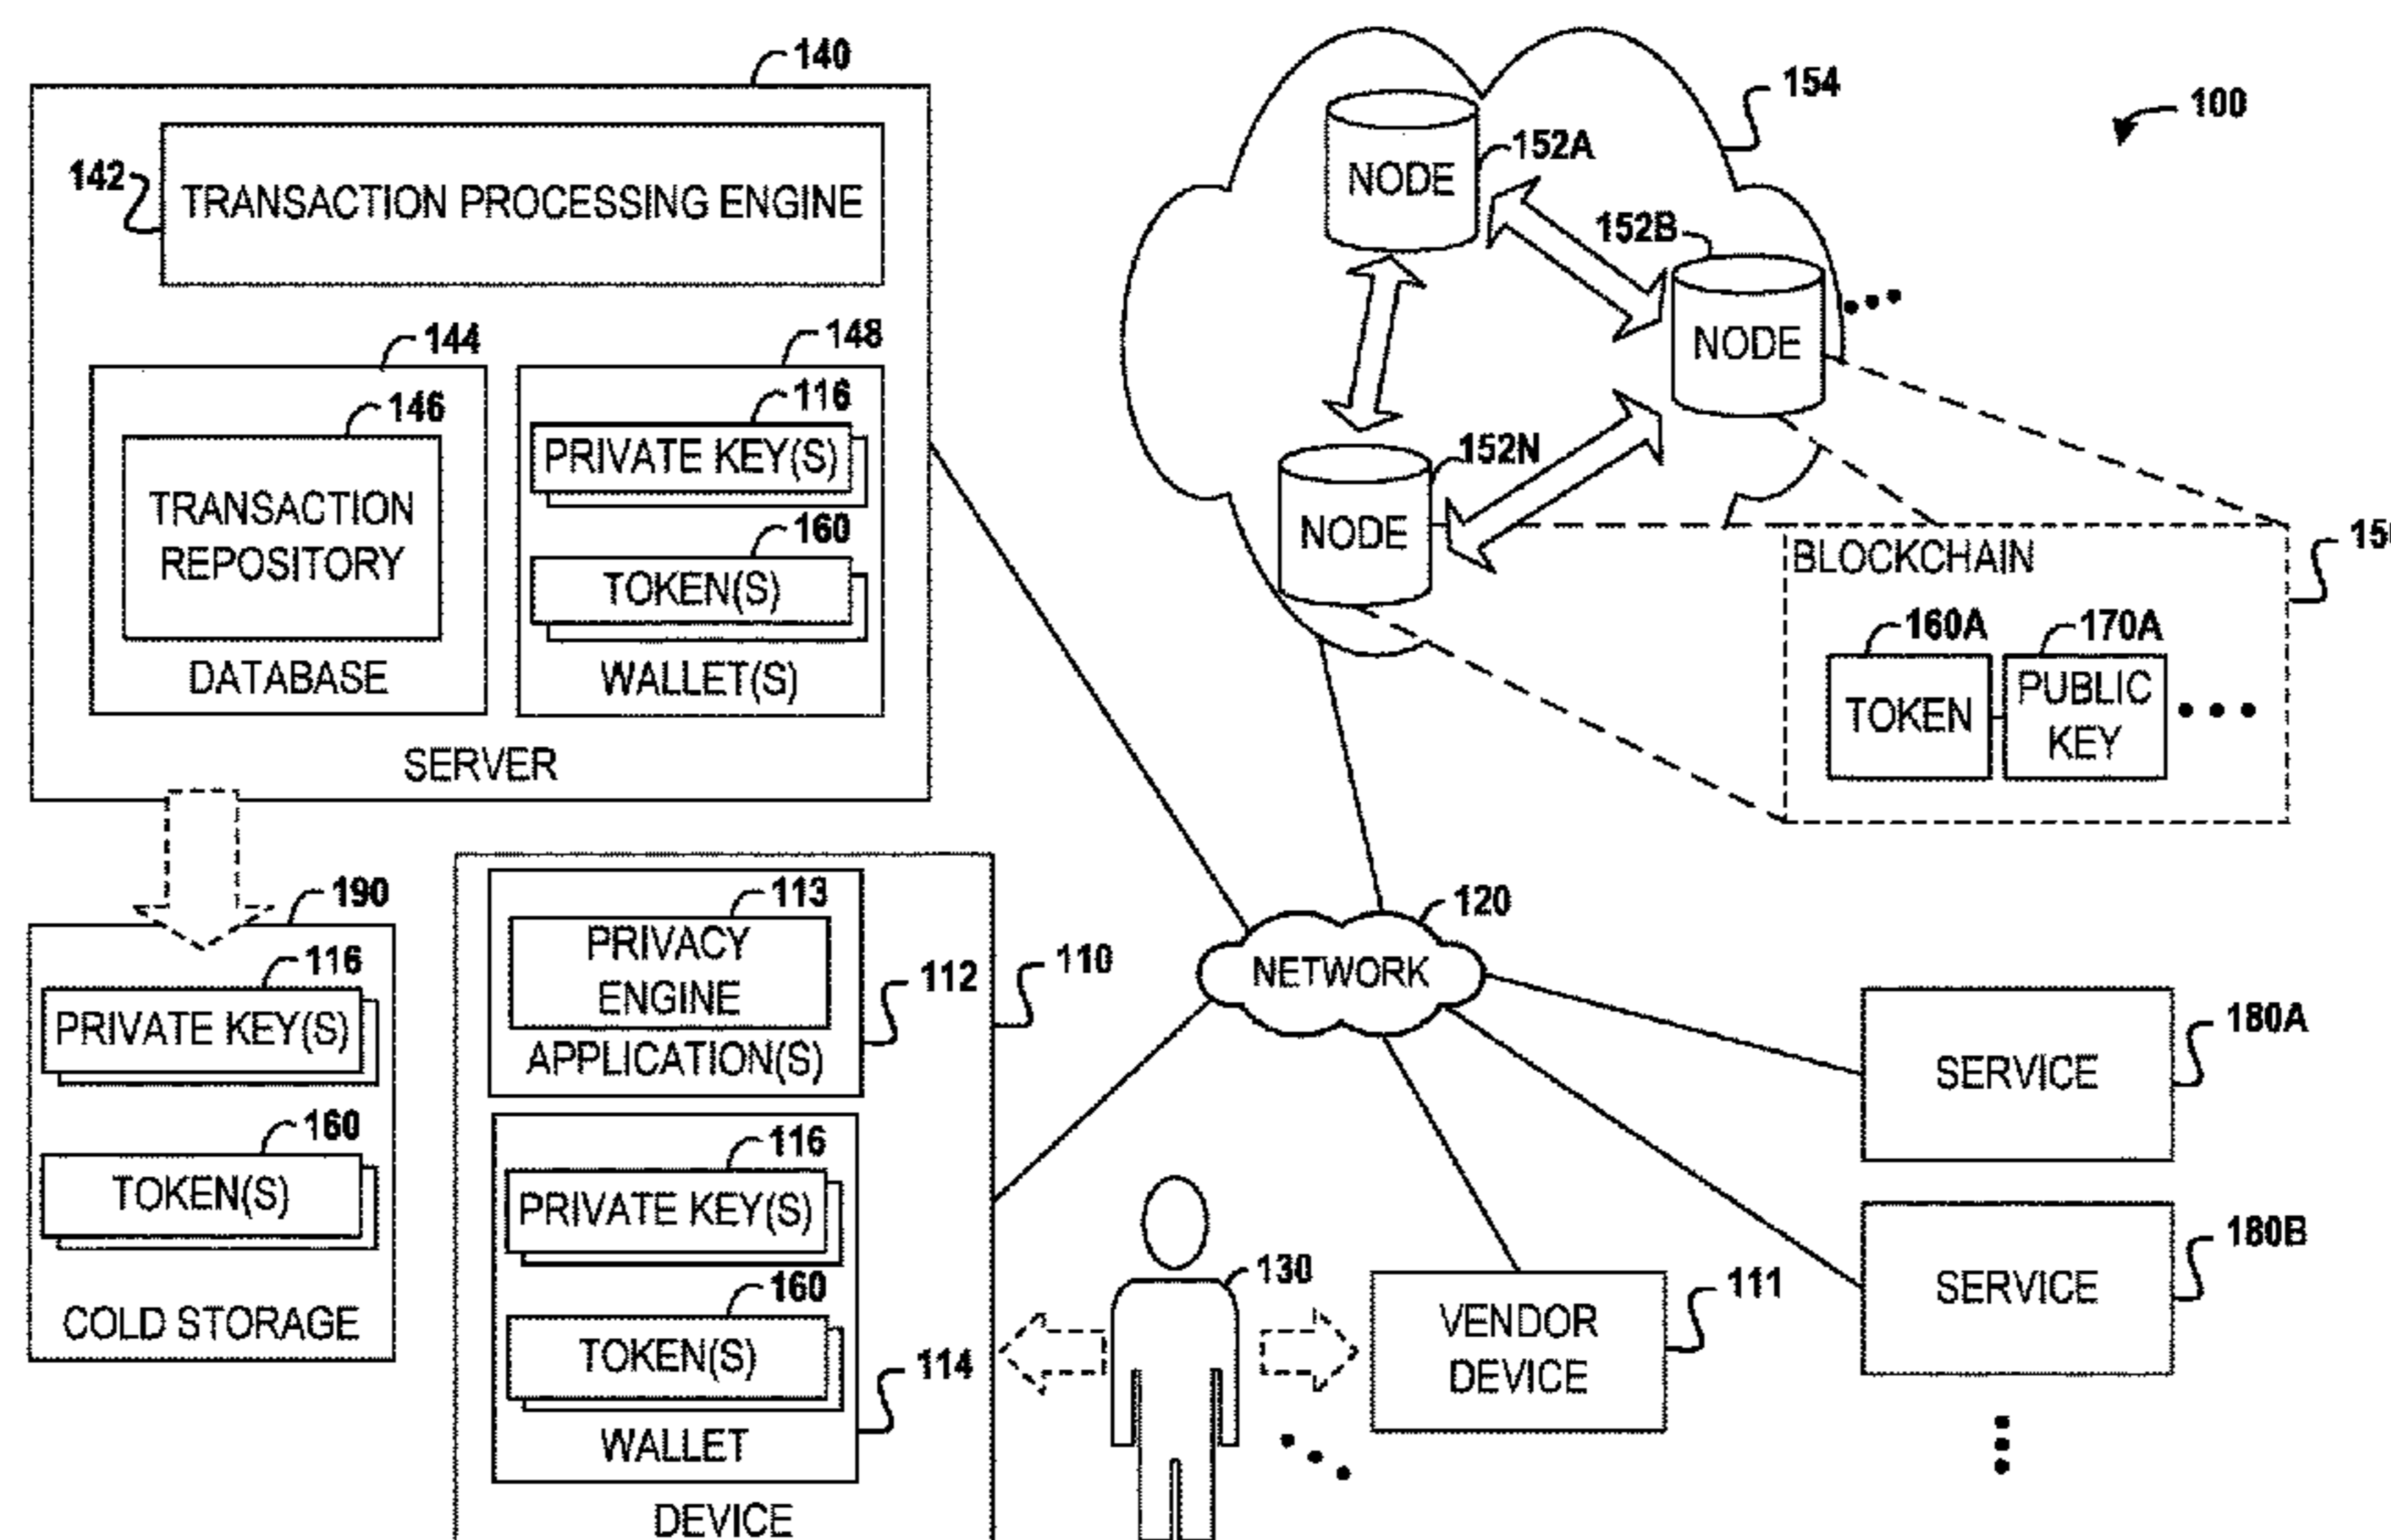 140
142
TRANSACTION PROCESSING ENGINE
144
148
146
TRANSACTION
REPOSITORY
DATABASE
116
PRIVATE KEY(S)
160
TOKEN(S)
WALLET(S)
SERVER
154
100
152A
NODE
152B
NODE
152N
NODE
BLOCKCHAIN
160A
170A
TOKEN
PUBLIC
KEY
190
116
PRIVATE KEY(S)
160
TOKEN(S)
COLD STORAGE
113
PRIVACY
ENGINE
APPLICATION(S)
112
110
116
PRIVATE KEY(S)
160
TOKEN(S)
WALLET
114
DEVICE
120
NETWORK
130
VENDOR
DEVICE
111
SERVICE
180A
SERVICE
180B